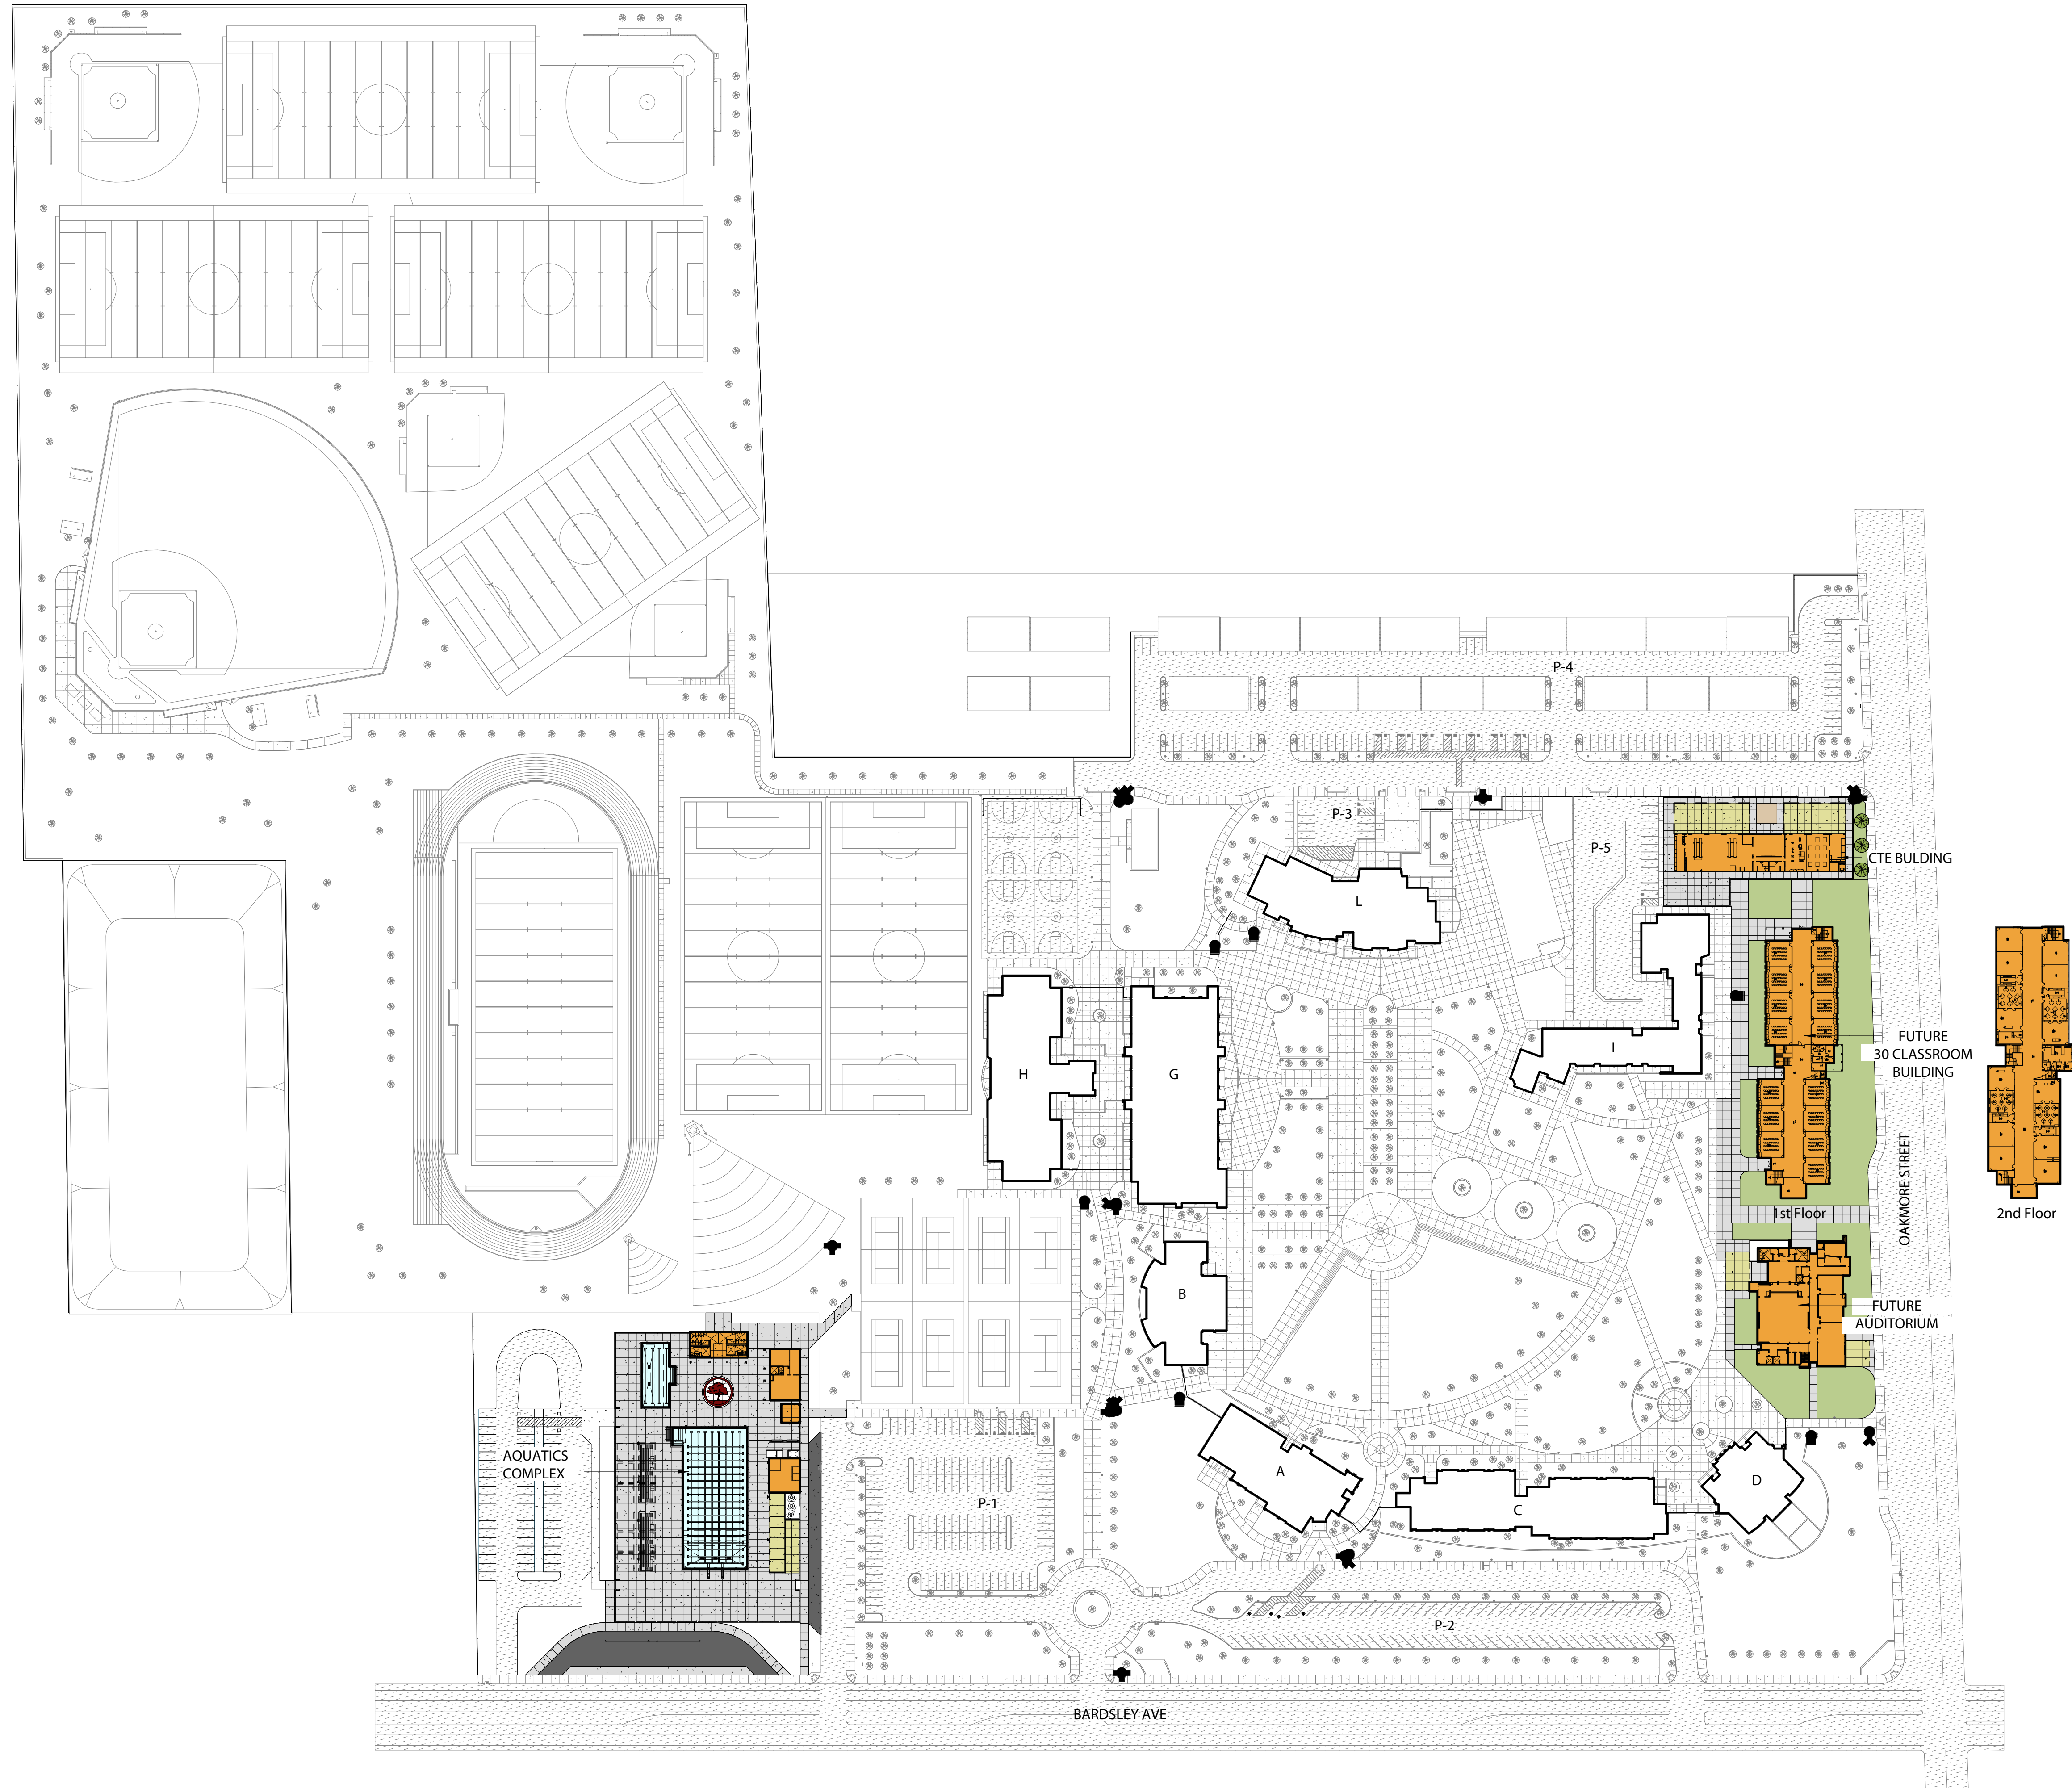 P-4
P-3
P-5
CTE BULDING
L
I
H
G
FUTURE
30 CLASSROOM
BUILDING
OAKMORE STREET
1st Floor
2nd Floor
B
FUTURE
AUDITORIUM
AQUATICS
COMPLEX
A
D
P-1
C
P-2
BARDSLEY AVE